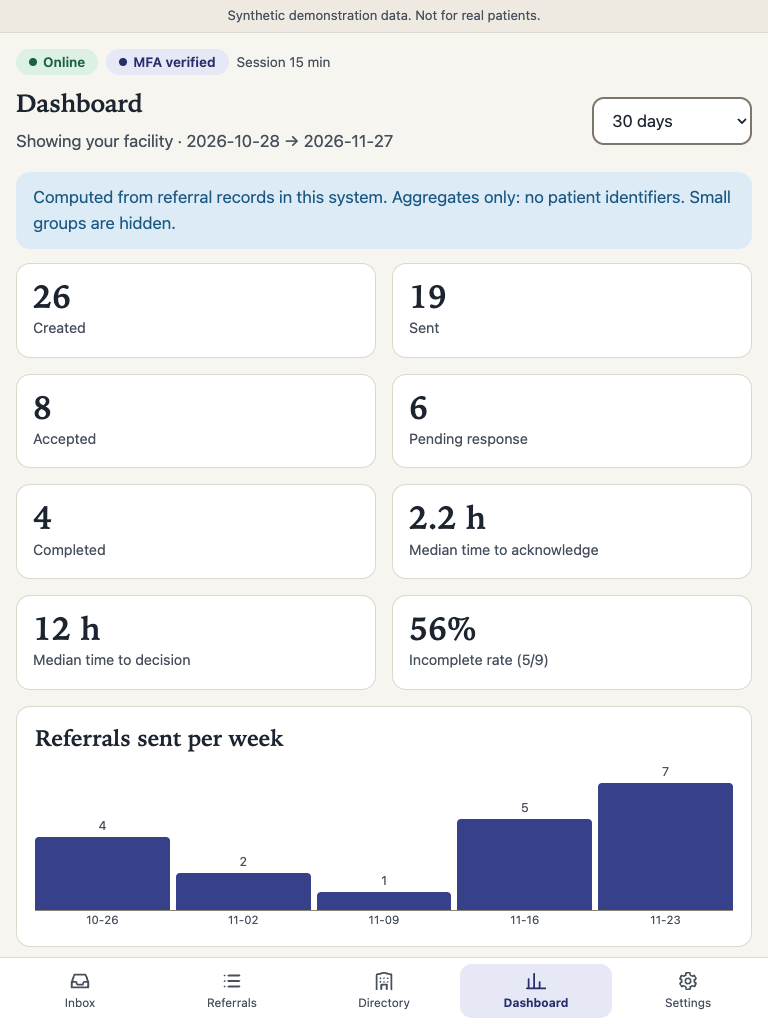 Synthetic demonstration data. Not for real patients.
Online
MFA verified
Session 15 min
Dashboard
Showing your facility · 2026-10-28 → 2026-11-27
30 days
Computed from referral records in this system. Aggregates only: no patient identifiers. Small
groups are hidden.
26
Created
19
Sent
8
Accepted
6
Pending response
4
Completed
2.2 h
Median time to acknowledge
12 h
Median time to decision
56%
Incomplete rate (5/9)
Referrals sent per week
4
2
1
5
7
10-26
11-02
11-09
11-16
11-23
Inbox
Referrals
Directory
Dashboard
Settings